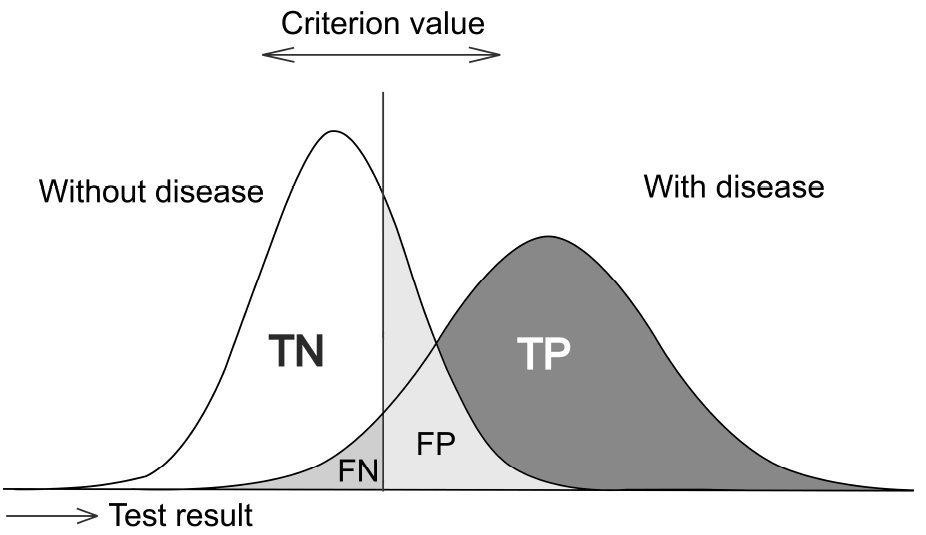 Criterion value
Without disease
With disease
TN
TP
FP
FN
Test result